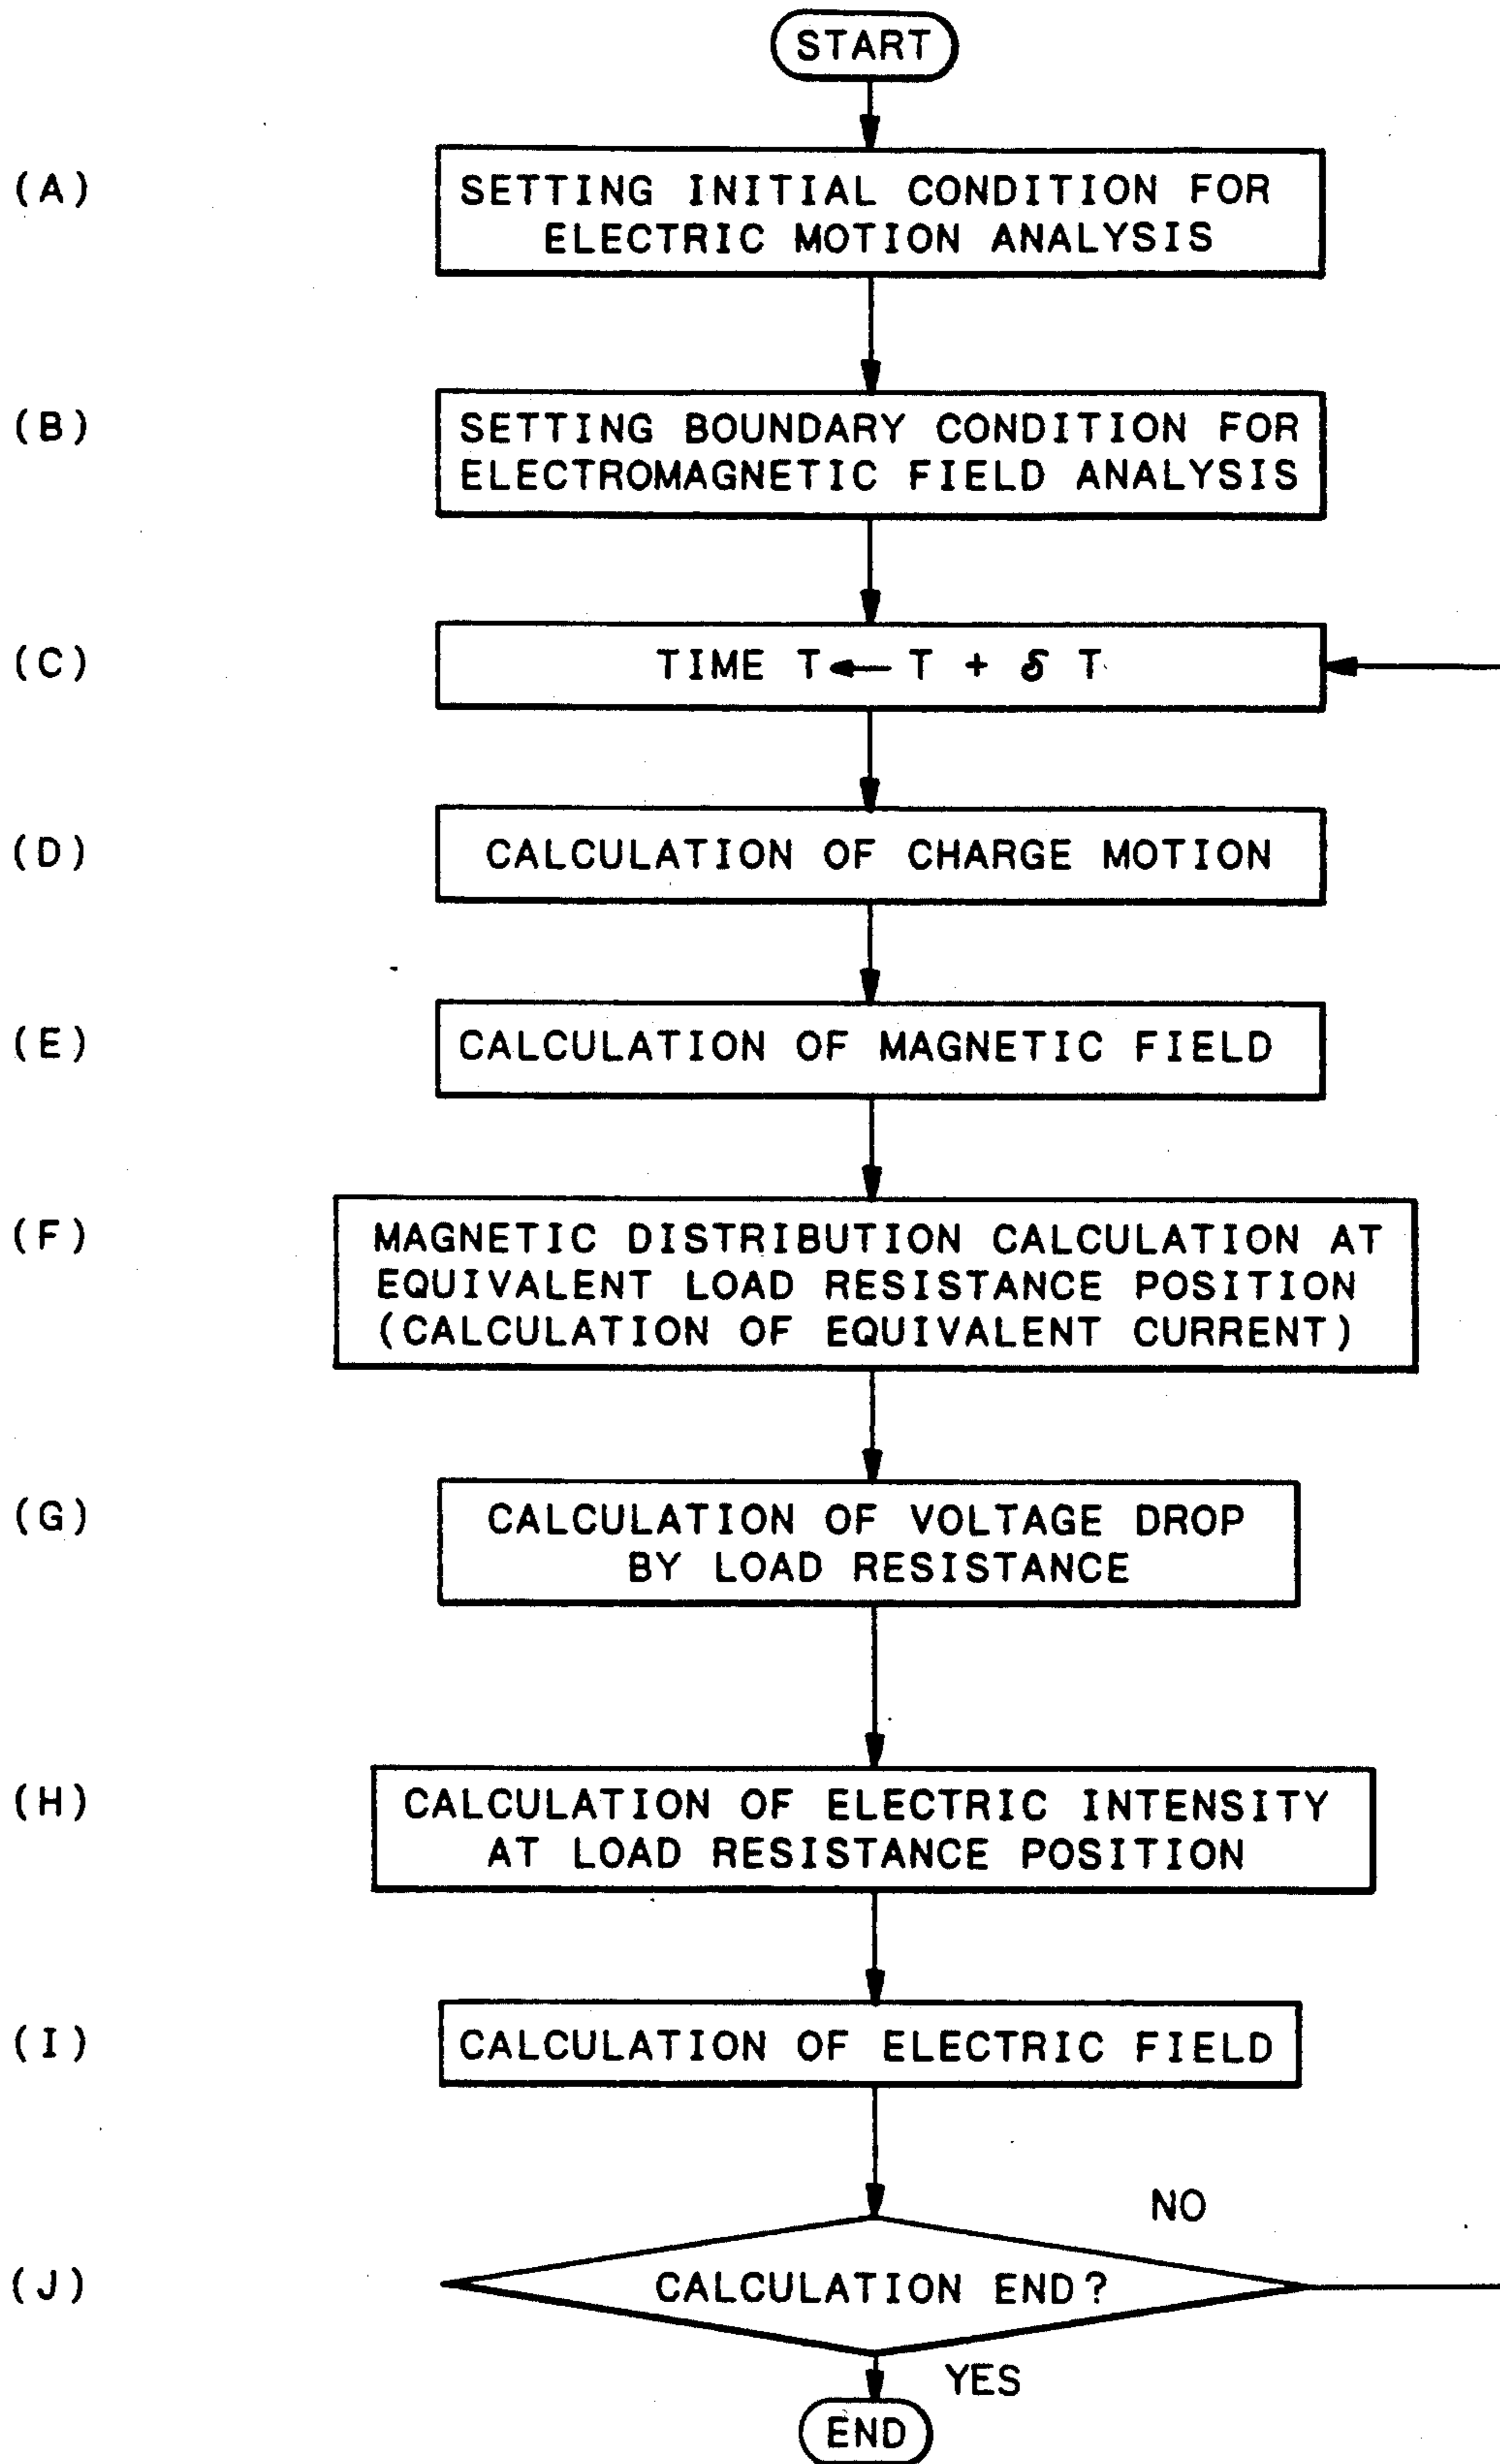 START
(A)
SETTING INITIAL CONDITION FOR
ELECTRIC MOTION ANALYSIS
(B)
SETTING BOUNDARY CONDITION FOR
ELECTROMAGNETIC FIELD ANALYSIS
(C)
TIME T ← T + δ T
(D)
CALCULATION OF CHARGE MOTION
(E)
CALCULATION OF MAGNETIC FIELD
(F)
MAGNETIC DISTRIBUTION CALCULATION AT
EQUIVALENT LOAD RESISTANCE POSITION
(CALCULATION OF EQUIVALENT CURRENT)
(G)
CALCULATION OF VOLTAGE DROP
BY LOAD RESISTANCE
(H)
CALCULATION OF ELECTRIC INTENSITY
AT LOAD RESISTANCE POSITION
(I)
CALCULATION OF ELECTRIC FIELD
NO
(J)
CALCULATION END?
YES
END